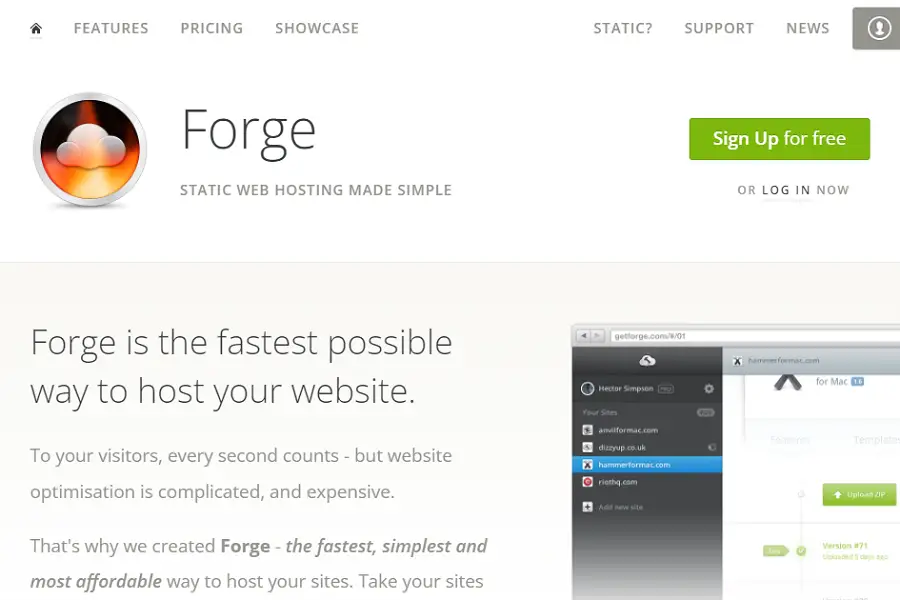 FEATURES PRICING SHOWCASE STATIC? SUPPORT NEWS
Forge
STATIC WEB HOSTING MADE SIMPLE
Sign Up for free
OR LOG IN NOW
Forge is the fastest possible
way to host your website.
To your visitors, every second counts - but website
optimisation is complicated, and expensive.
That's why we created Forge - the fastest, simplest and
most affordable way to host your sites. Take your sites
getforge.com/#/01
Hector Simpson
Your Sites
anvilformac.com
dizzyup.co.uk
hammerformac.com
riothq.com
Add new site
hammerformac.com
for Mac
Templates
Upload ZIP
Version #71
Uploaded 5 days ago